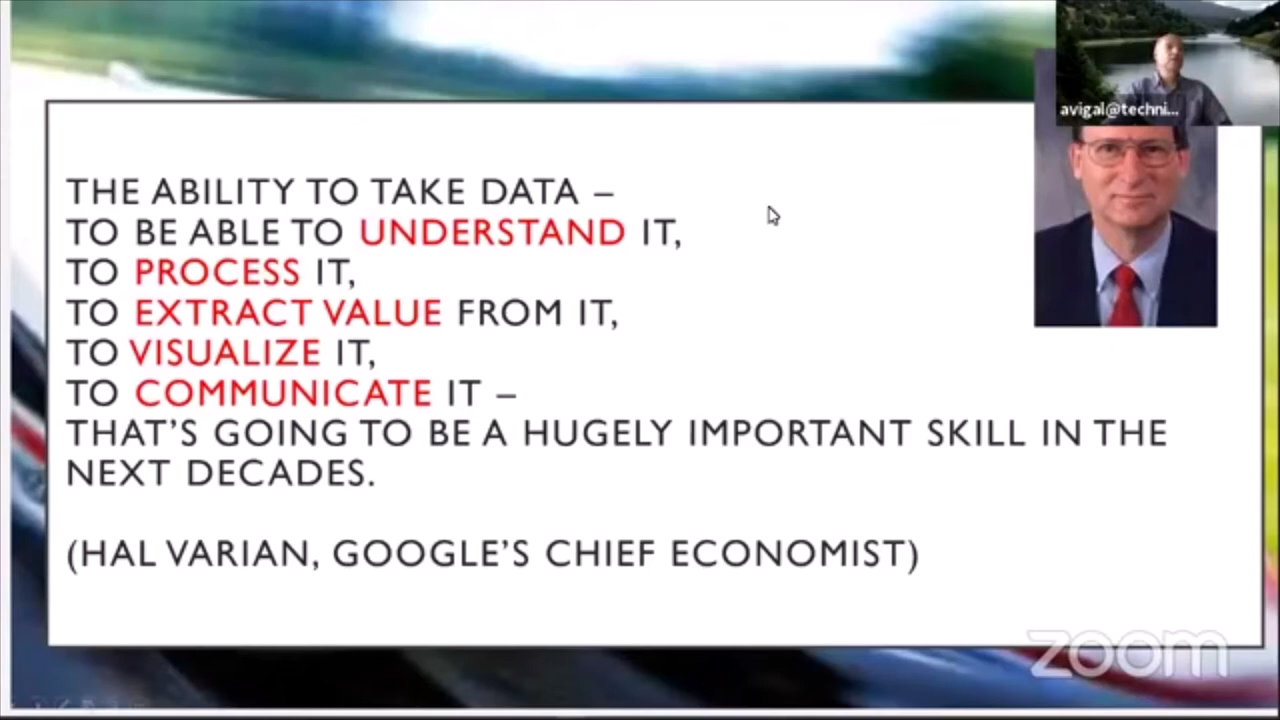 avigal@techni...
THE ABILITY TO TAKE DATA –
TO BE ABLE TO UNDERSTAND IT,
TO PROCESS IT,
TO EXTRACT VALUE FROM IT,
TO VISUALIZE IT,
TO COMMUNICATE IT –
THAT'S GOING TO BE A HUGELY IMPORTANT SKILL IN THE
NEXT DECADES.
(HAL VARIAN, GOOGLE'S CHIEF ECONOMIST)
zoom